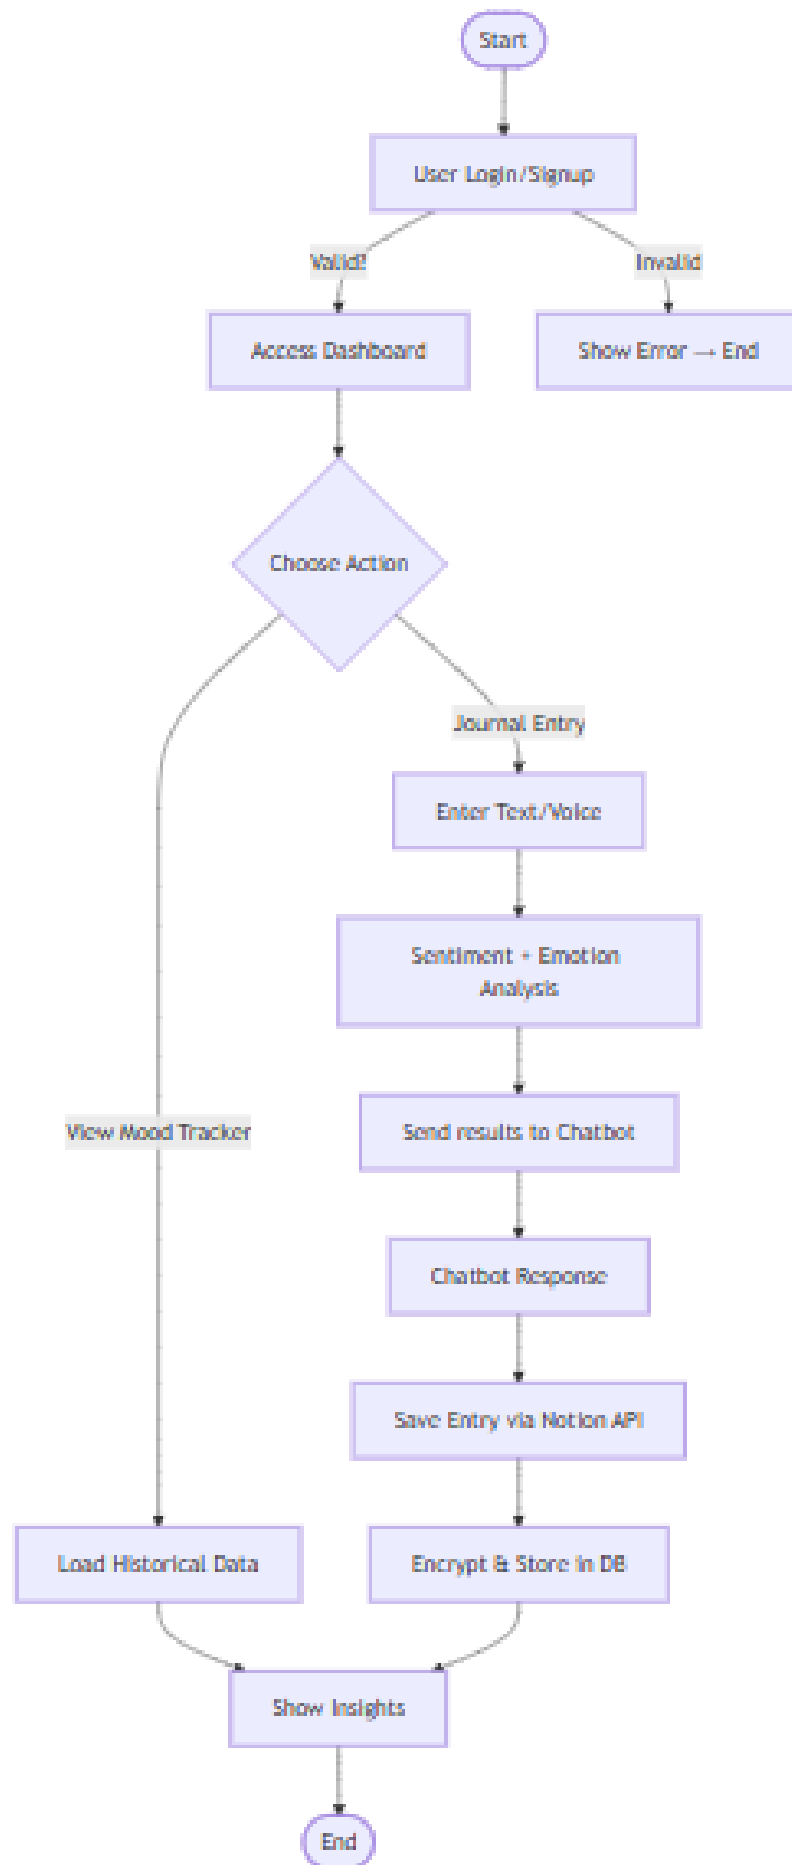 Start
User Login/Signup
Valid?
Invalid
Access Dashboard
Show Error → End
Choose Action
Journal Entry
Enter Text/Voice
Sentiment + Emotion
Analysis
View Mood Tracker
Send results to Chatbot
Chatbot Response
Save Entry via Notion API
Load Historical Data
Encrypt & Store in DB
Show Insights
End